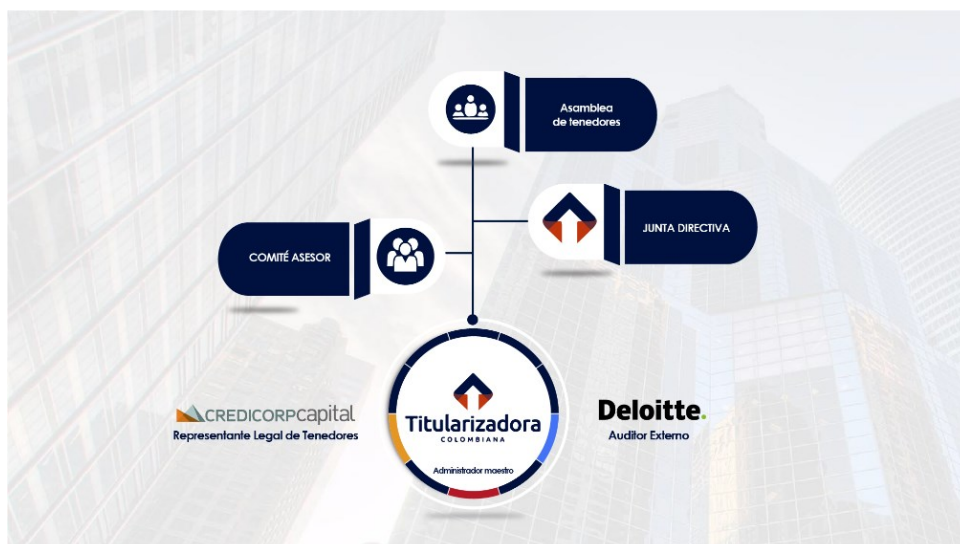 Asamblea
de tenedores
JUNTA DIRECTIVA
COMITÉ ASESOR
CREDICORPcapital
Representante Legal de Tenedores
Titularizadora
COLOMBIANA
Administrador maestro
Deloitte.
Auditor Externo